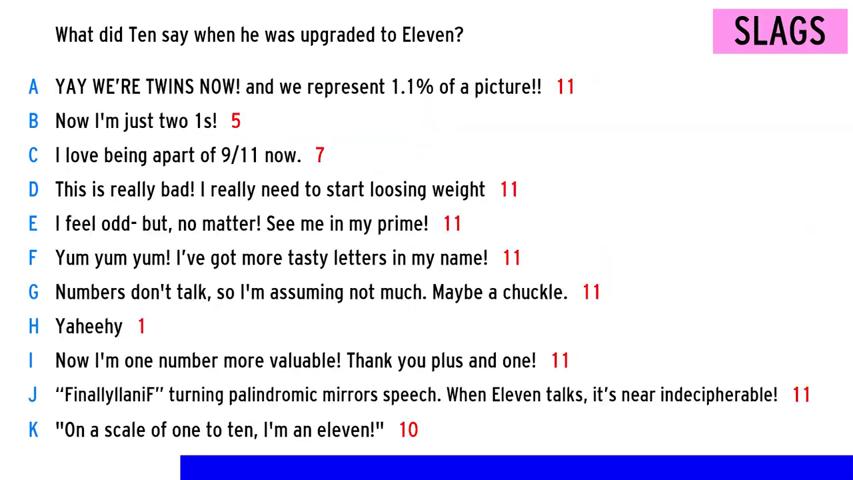 What did Ten say when he was upgraded to Eleven?
SLAGS
A YAY WE'RE TWINS NOW! and we represent 1.1% of a picture!! 11
B Now I'm just two 1s! 5
C I love being apart of 9/11 now. 7
D This is really bad! I really need to start loosing weight 11
E I feel odd- but, no matter! See me in my prime! 11
F Yum yum yum! I've got more tasty letters in my name! 11
G Numbers don't talk, so I'm assuming not much. Maybe a chuckle. 11
H Yaheehy 1
I Now I'm one number more valuable! Thank you plus and one! 11
J “FinallyllaniF” turning palindromic mirrors speech. When Eleven talks, it's near indecipherable! 11
K "On a scale of one to ten, I'm an eleven!" 10